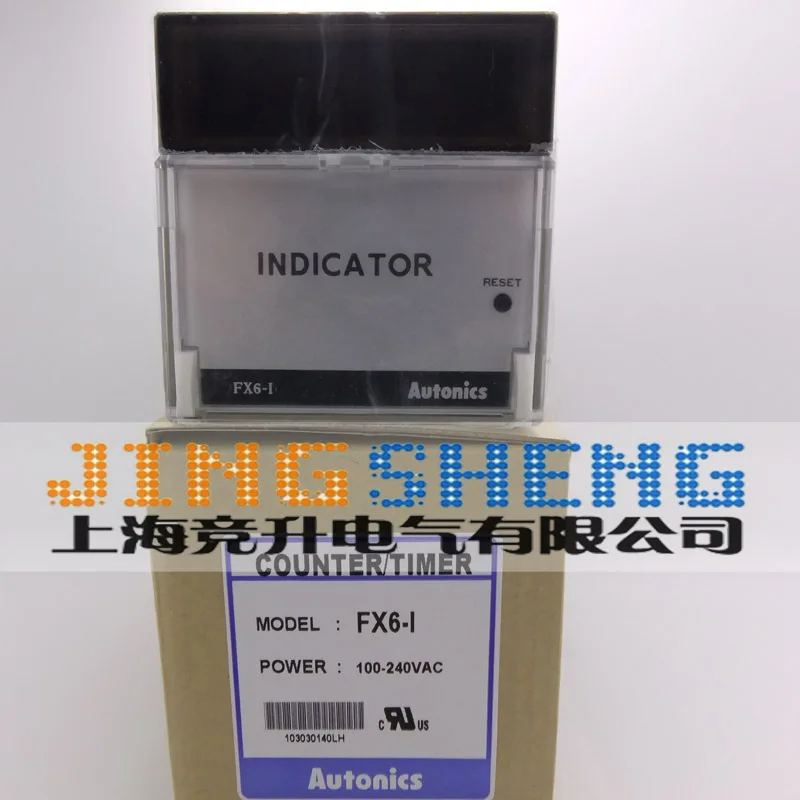 INDICATOR
RESET
FX6-I
Autonics
JINGSHENG
上海竞升电气有限公司
COUNTER/TIMER
MODEL : FX6-I
POWER : 100-240VAC
103030140LH
C RU US
Autonics